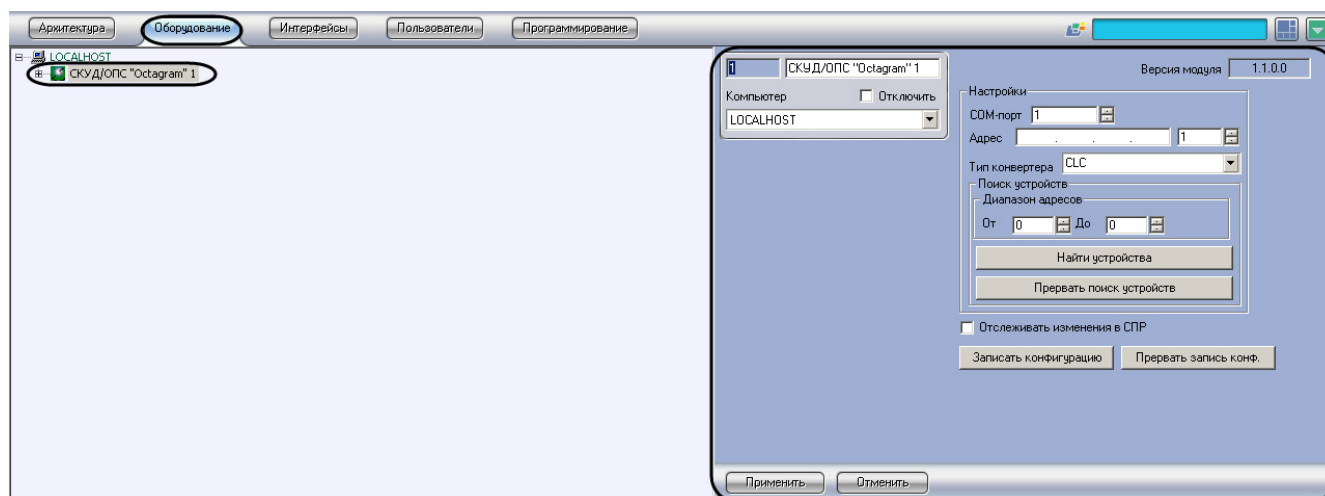 Архитектура Оборудование Интерфейсы Пользователи Программирование
LOCALHOST
СКУД/ОПС "Octagram" 1
1 СКУД/ОПС "Octagram" 1
Компьютер Отключить
LOCALHOST
Версия модуля 1.1.0.0
Настройки
COM-порт 1
Адрес . . . 1
Тип конвертера CLC
Поиск устройств
Диапазон адресов
От 0 До 0
Найти устройства
Прервать поиск устройств
Отслеживать изменения в СПР
Записать конфигурацию Прервать запись конф.
Применить Отменить